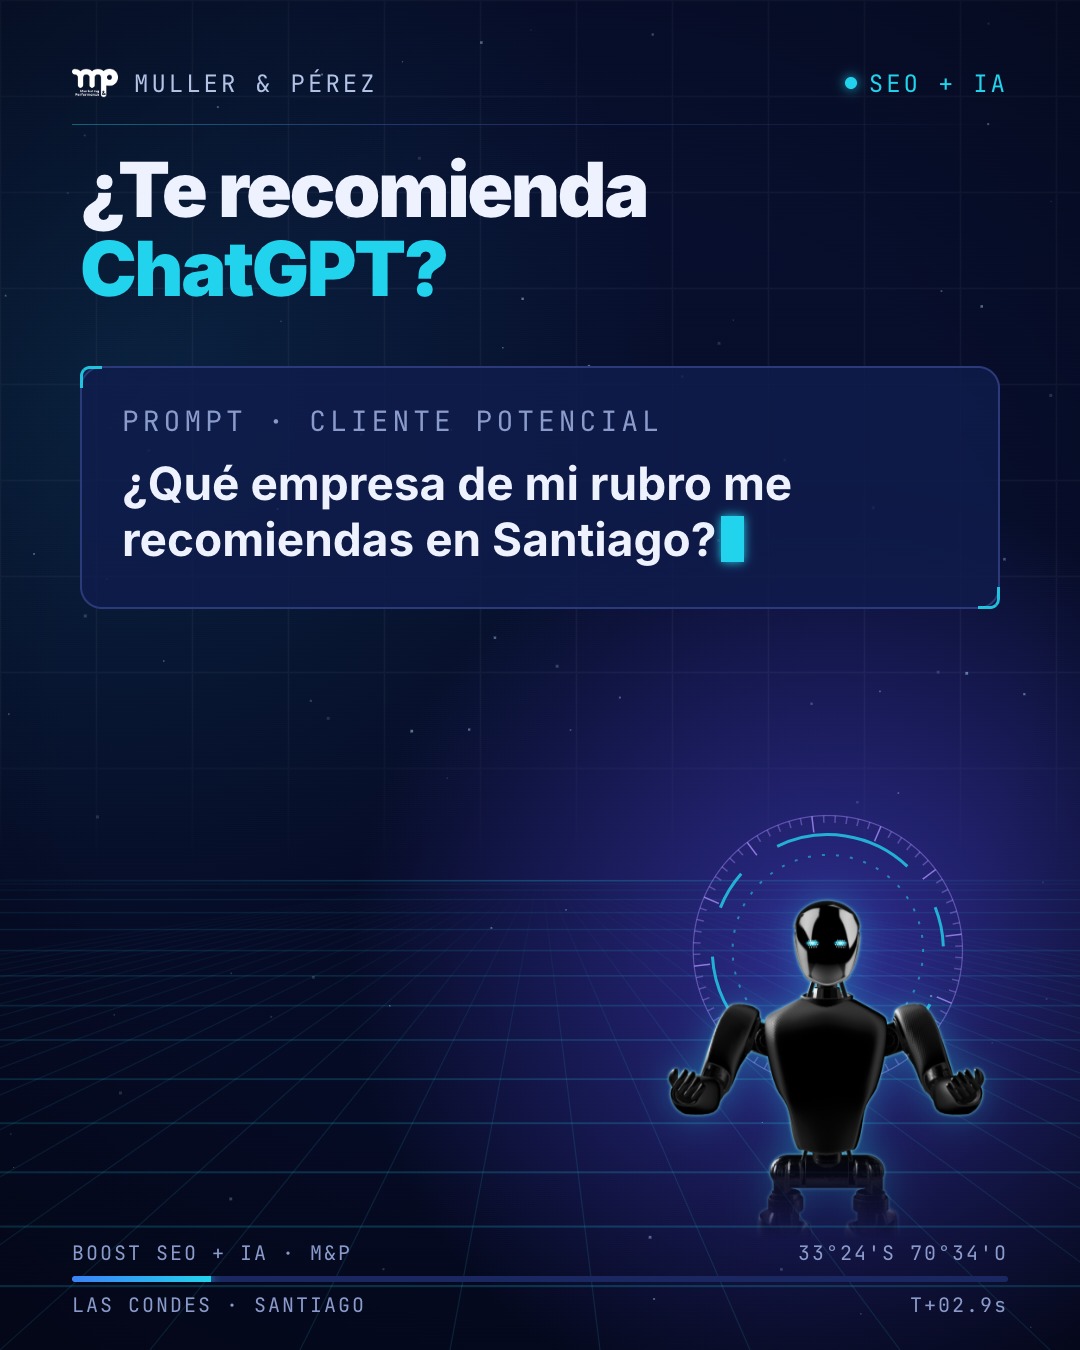 mp MULLER & PÉREZ
SEO + IA
¿Te recomienda
ChatGPT?
PROMPT · CLIENTE POTENCIAL
¿Qué empresa de mi rubro me
recomiendas en Santiago?
BOOST SEO + IA · M&P
33°24'S 70°34'O
LAS CONDES · SANTIAGO
T+02.9s